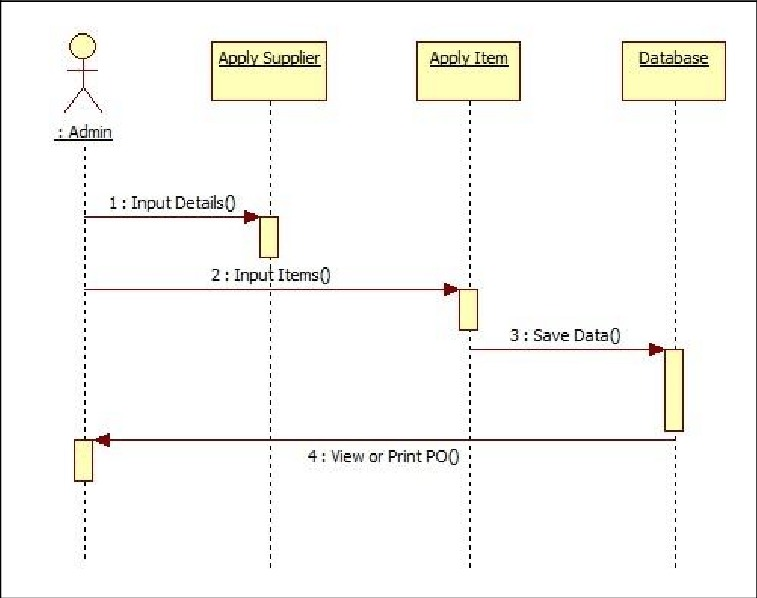 Apply Supplier
Apply Item
Database
: Admin
1 : Input Details()
2 : Input Items()
3 : Save Data()
4 : View or Print PO()